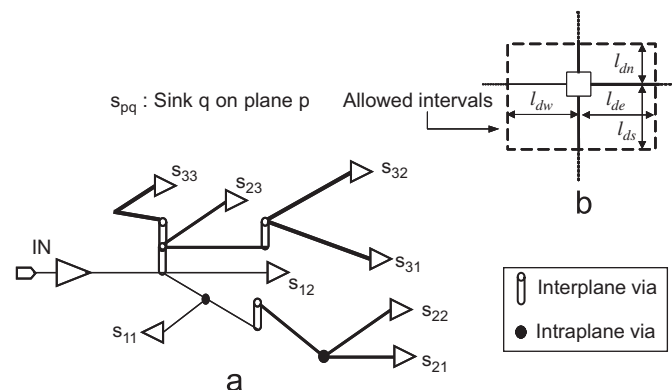 b
l_dn
l_dw
l_de
l_ds
Allowed intervals
s_pq : Sink q on plane p
s_33
s_23
s_32
IN
s_31
s_12
s_11
s_22
s_21
a
Interplane via
Intraplane via